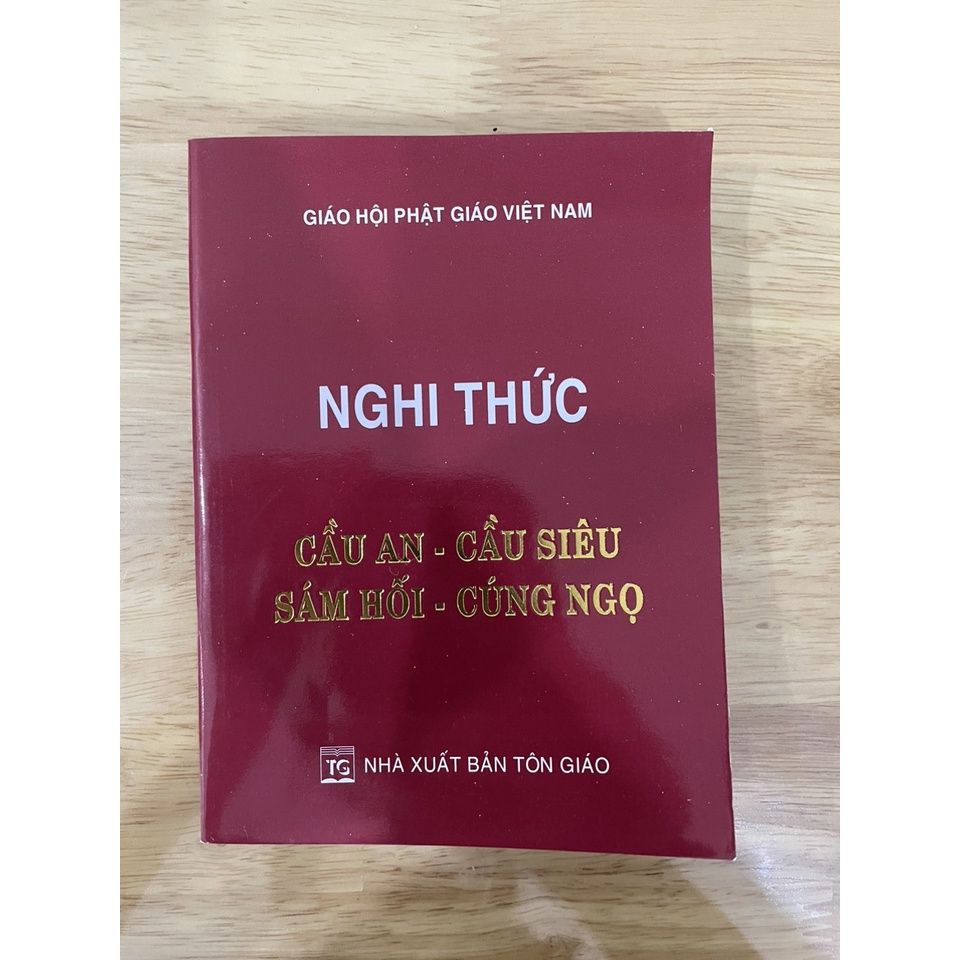 GIÁO HỘI PHẬT GIÁO VIỆT NAM
NGHI THỨC
CẦU AN - CẦU SIÊU
SÁM HỐI - CÚNG NGỌ
TG NHÀ XUẤT BẢN TÔN GIÁO